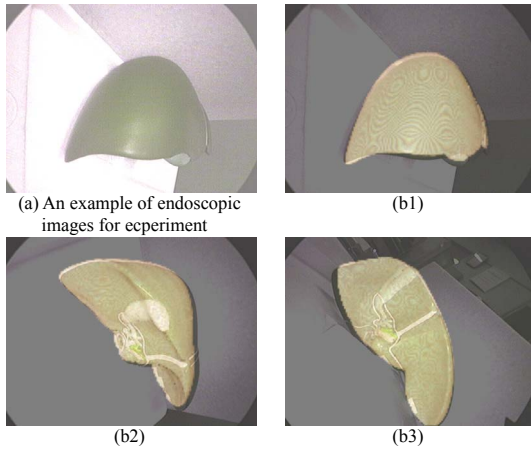 (a) An example of endoscopic
images for ecperiment
(b1)
(b2)
(b3)